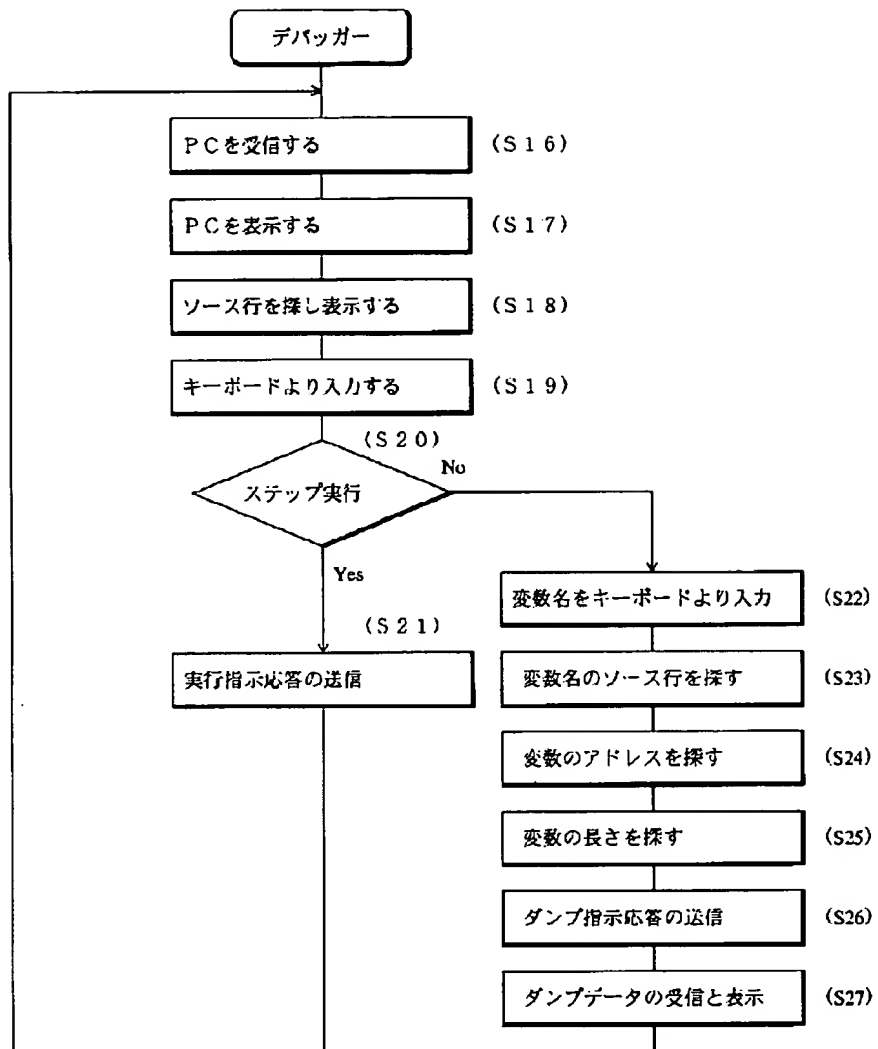 デバッガー
PCを受信する (S16)
PCを表示する (S17)
ソース行を探し表示する (S18)
キーボードより入力する (S19)
(S20)
ステップ実行
No
Yes
(S21)
実行指示応答の送信
変数名をキーボードより入力 (S22)
変数名のソース行を探す (S23)
変数のアドレスを探す (S24)
変数の長さを探す (S25)
ダンプ指示応答の送信 (S26)
ダンプデータの受信と表示 (S27)